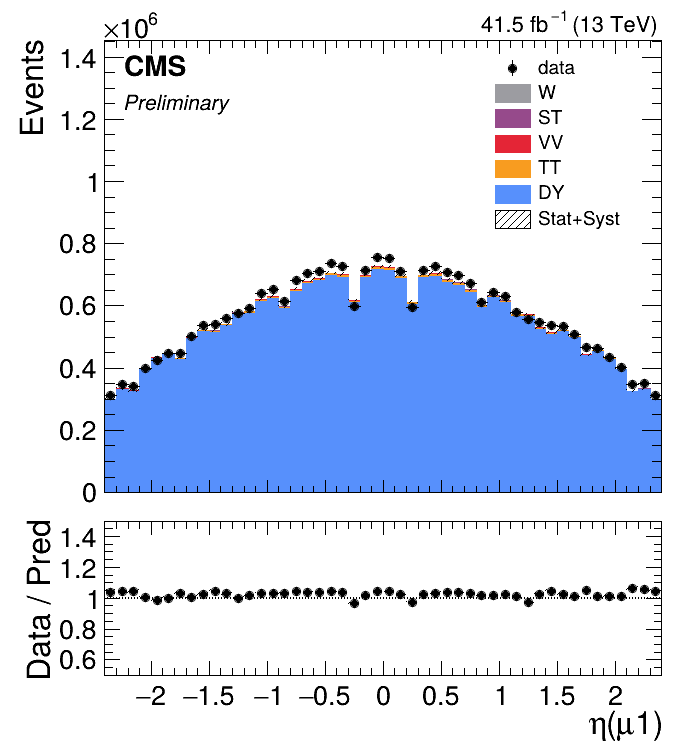 ×10⁶
41.5 fb⁻¹ (13 TeV)
Events
CMS
Preliminary
data
W
ST
VV
TT
DY
Stat+Syst
1.4
1.2
1
0.8
0.6
0.4
0.2
0
Data / Pred
1.4
1.2
1
0.8
0.6
−2 −1.5 −1 −0.5 0 0.5 1 1.5 2
η(μ1)